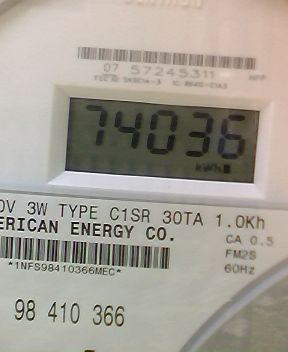 07 57245311
74036
kWh
0V 3W TYPE C1SR 30TA 1.0Kh
ERICAN ENERGY CO.
CA 0.5
FM2S
60Hz
*1NFS98410366MEC*
98 410 366